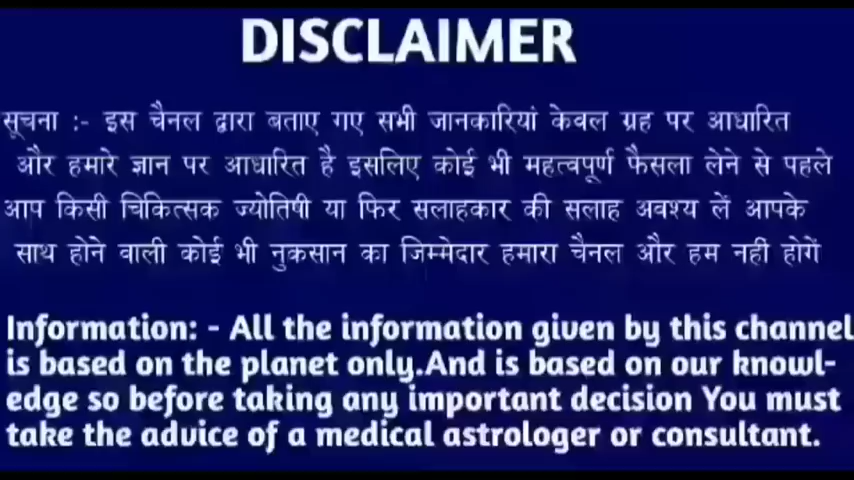 DISCLAIMER
सूचना :- इस चैनल द्वारा बताए गए सभी जानकारियां केवल ग्रह पर आधारित
और हमारे ज्ञान पर आधारित है इसलिए कोई भी महत्वपूर्ण फैसला लेने से पहले
आप किसी चिकित्सक ज्योतिषी या फिर सलाहकार की सलाह अवश्य लें आपके
साथ होने वाली कोई भी नुकसान का जिम्मेदार हमारा चैनल और हम नहीं होगें
Information: - All the information given by this channel
is based on the planet only.And is based on our knowl-
edge so before taking any important decision You must
take the advice of a medical astrologer or consultant.